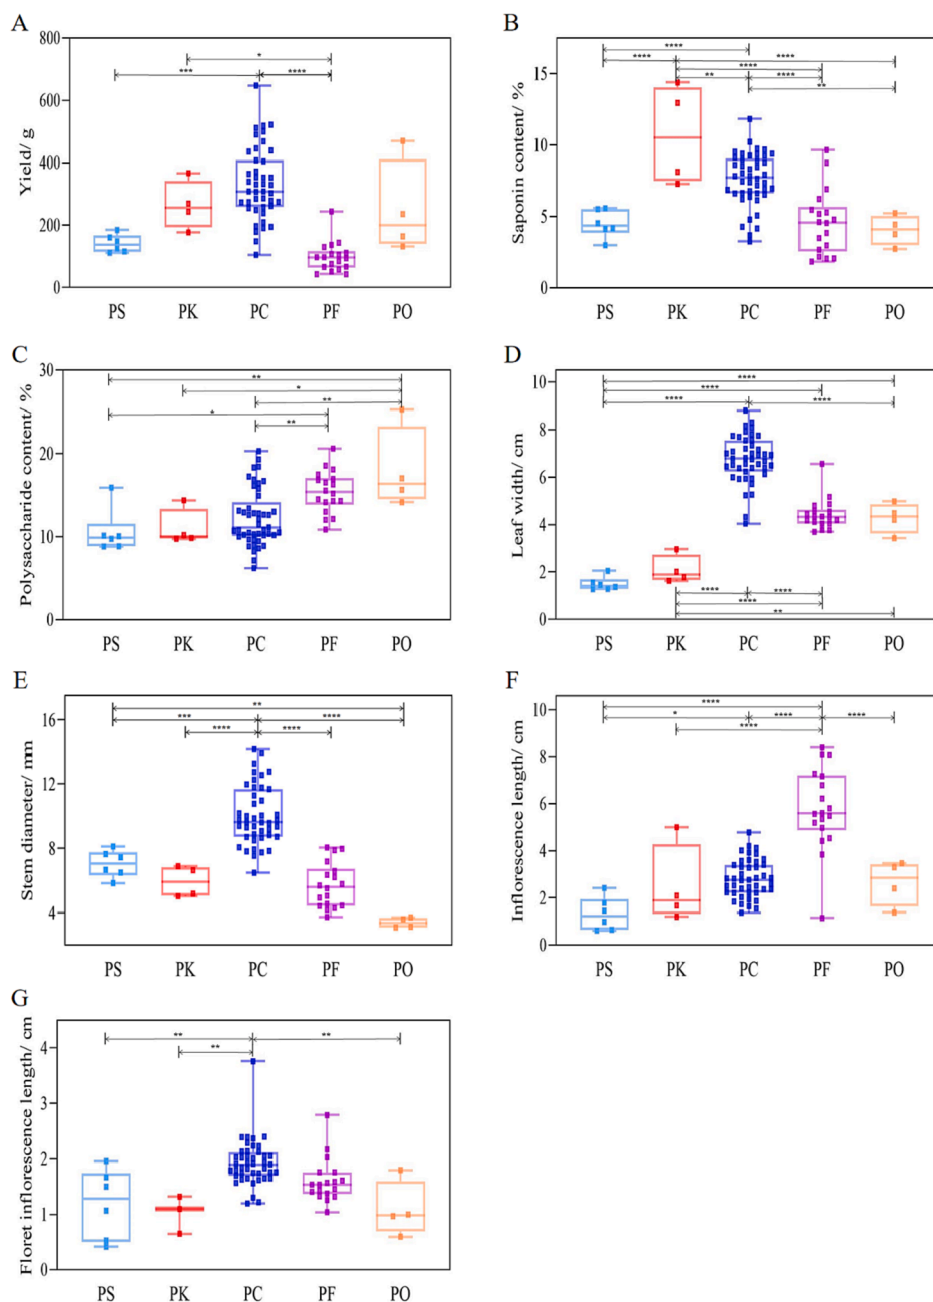 A
Yield/ g
800
600
400
200
0
*
***
****
PS PK PC PF PO
B
Saponin content/ %
15
10
5
0
****
**** ****
****
** ****
**
PS PK PC PF PO
C
Polysaccharide content/ %
30
20
10
0
**
*
**
*
**
PS PK PC PF PO
D
Leaf width/ cm
10
8
6
4
2
0
****
****
**** ****
**** ****
****
**
PS PK PC PF PO
E
Stem diameter/ mm
16
12
8
4
**
*** ****
**** ****
PS PK PC PF PO
F
Inflorescence length/ cm
10
8
6
4
2
0
****
* **** ****
****
PS PK PC PF PO
G
Floret inflorescence length/ cm
4
3
2
1
0
** **
**
PS PK PC PF PO